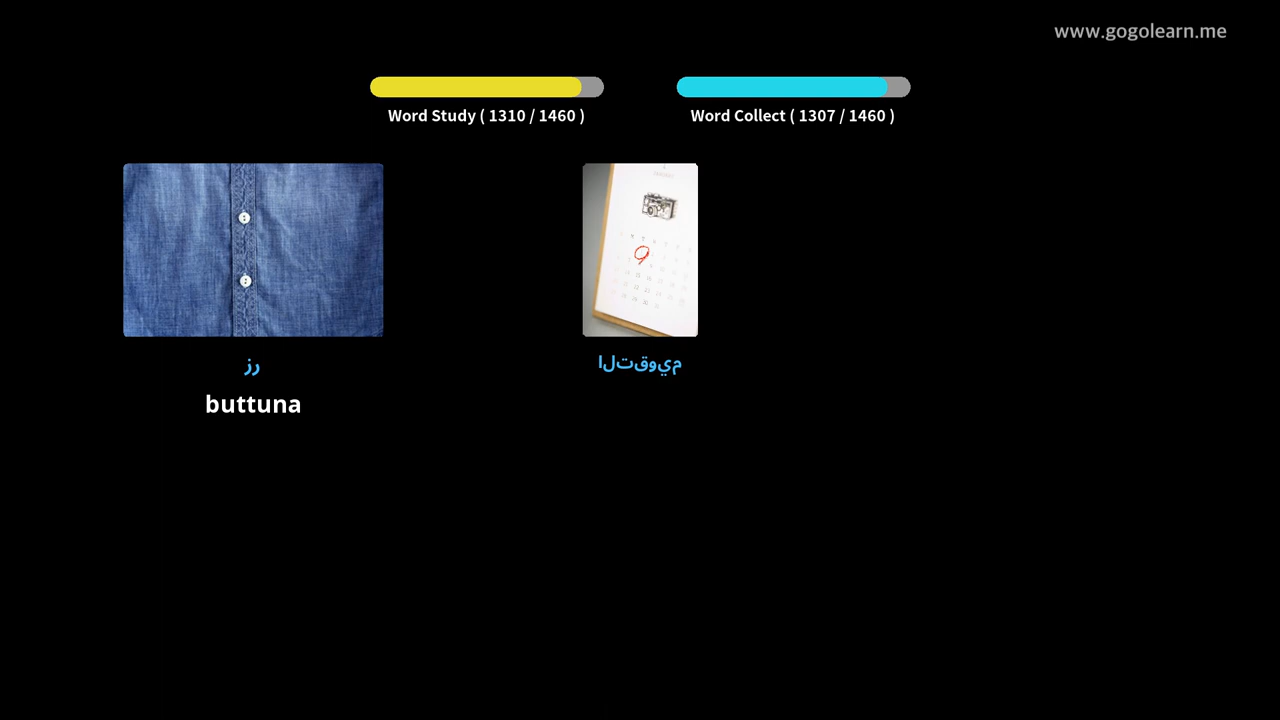 www.gogolearn.me
Word Study ( 1310 / 1460 )
Word Collect ( 1307 / 1460 )
زر
التقويم
buttuna